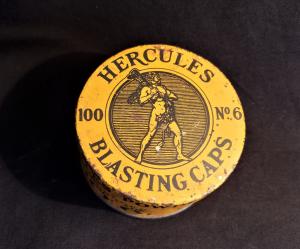 HERCULES
100 No. 6
BLASTING CAPS